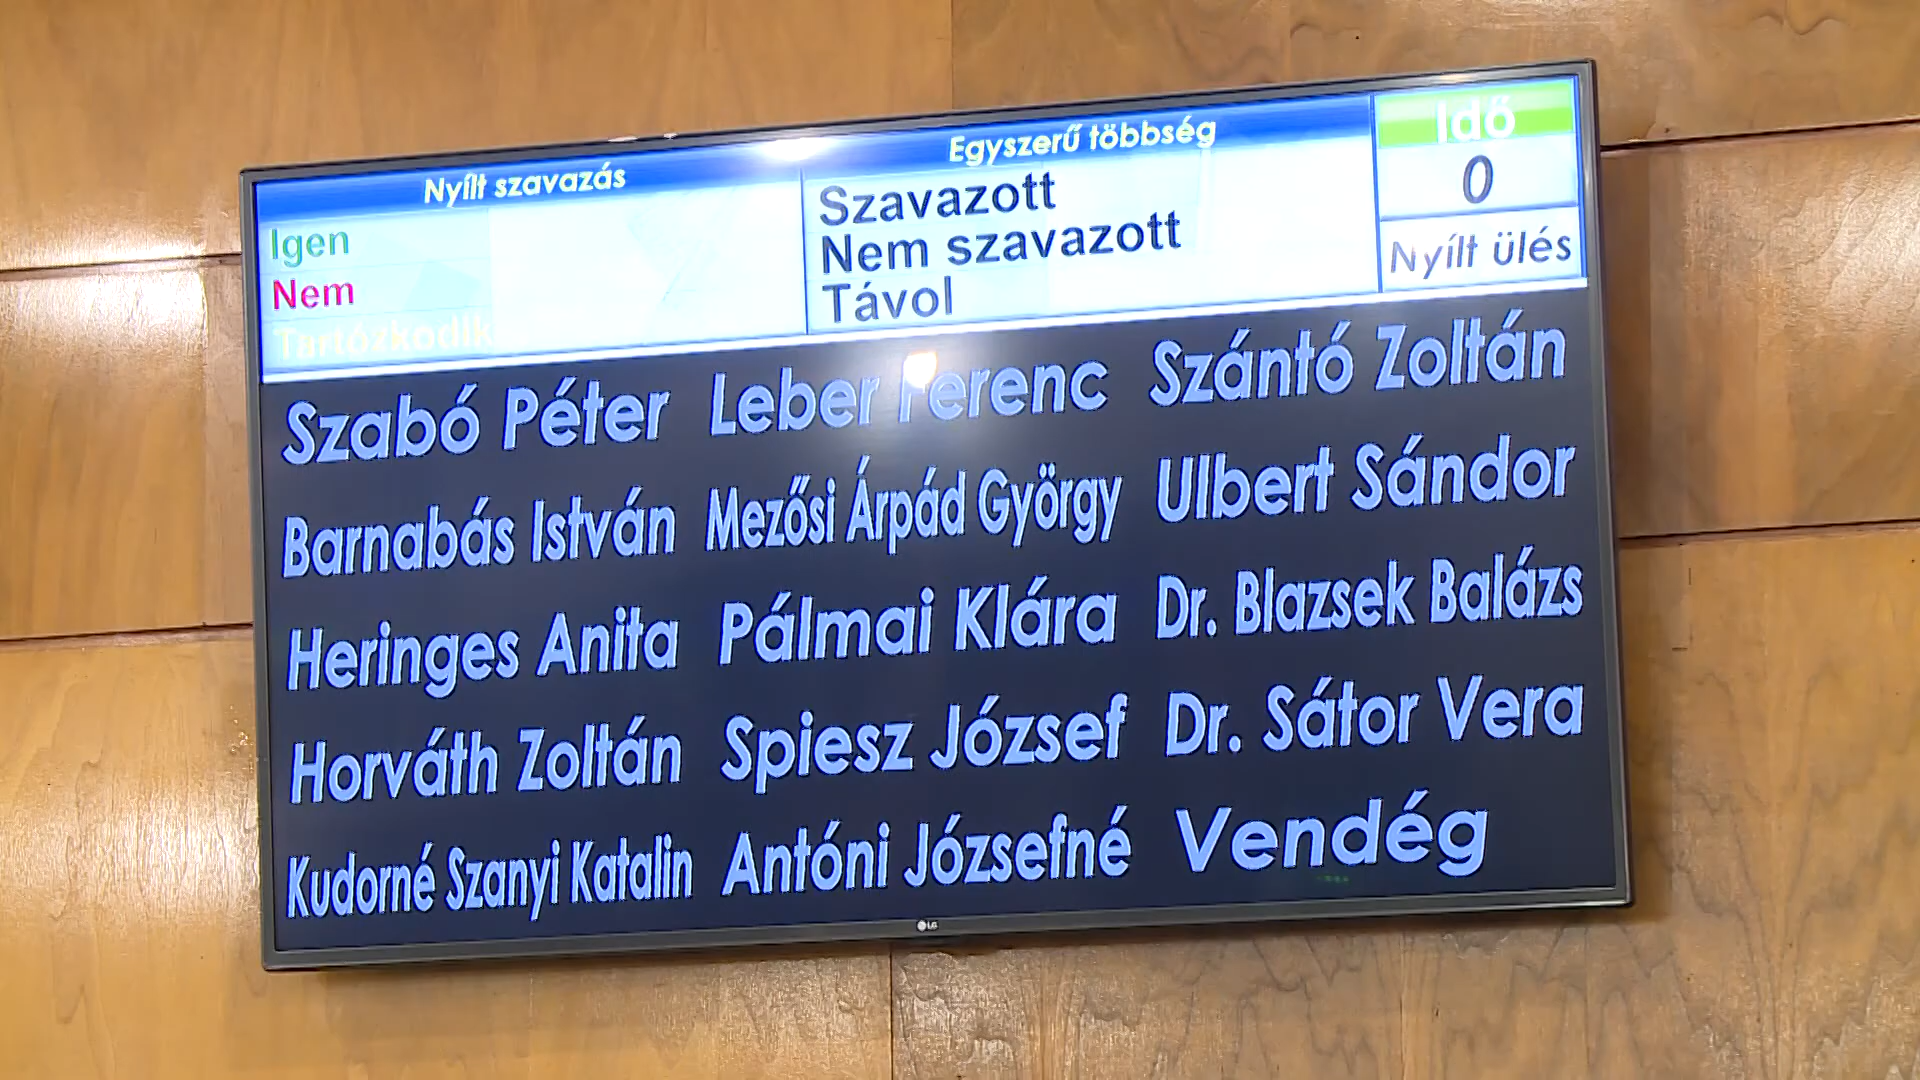 Nyílt szavazás
Egyszerű többség
Idő
Igen
Nem
Tartózkodik
Szavazott
Nem szavazott
Távol
0
Nyílt ülés
Szabó Péter Leber Ferenc Szántó Zoltán
Barnabás István Mezősi Árpád György Ulbert Sándor
Heringes Anita Pálmai Klára Dr. Blazsek Balázs
Horváth Zoltán Spiesz József Dr. Sátor Vera
Kudorné Szanyi Katalin Antóni Józsefné Vendég
LG